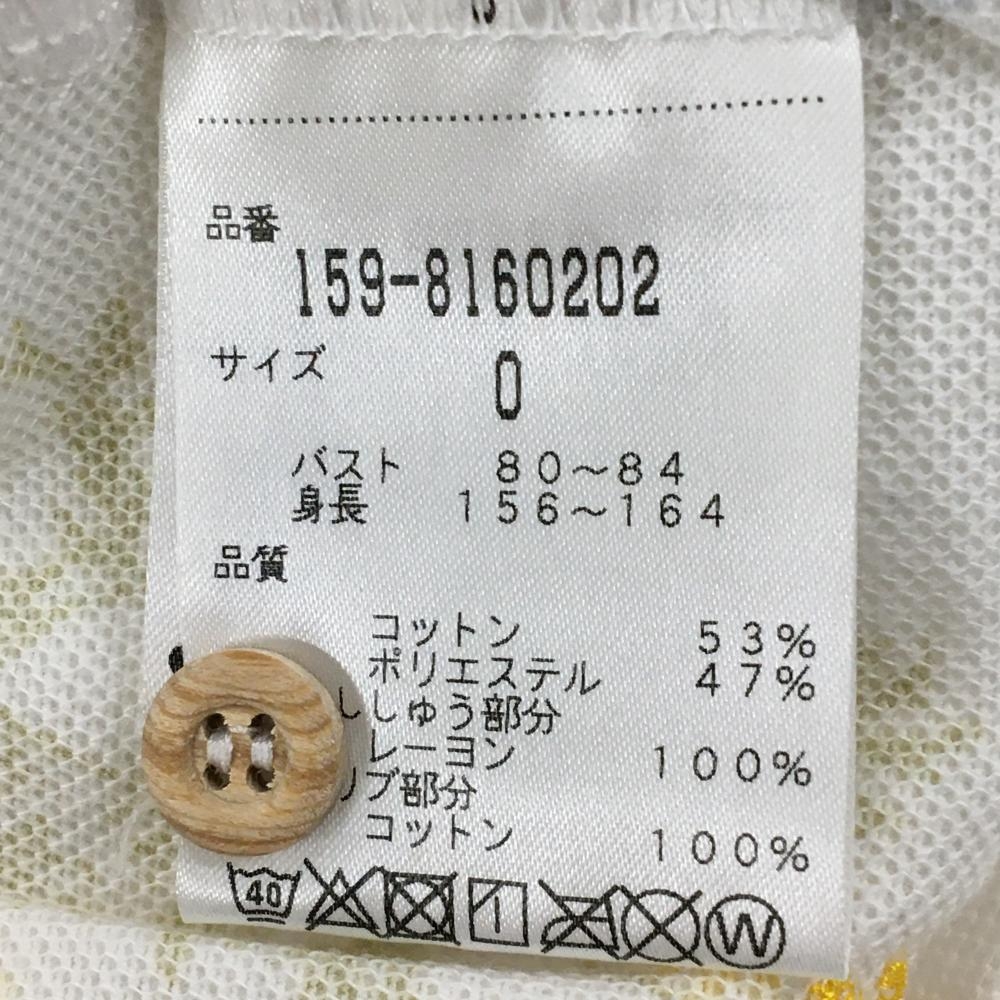 品番
159-8160202
サイズ
0
バスト 80～84
身長 156～164
品質
コットン 53%
ポリエステル 47%
ししゅう部分
レーヨン 100%
リブ部分
コットン 100%
40
W